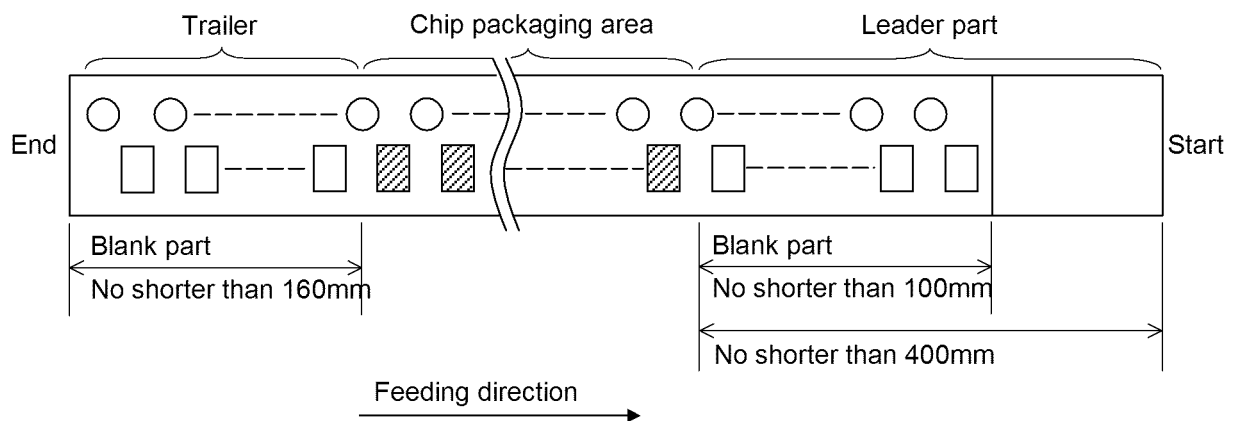 Trailer
Chip packaging area
Leader part
End
Start
Blank part
No shorter than 160mm
Blank part
No shorter than 100mm
No shorter than 400mm
Feeding direction